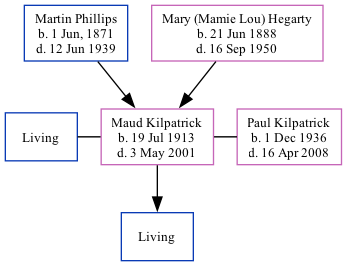 Martin Phillips
b. 1 Jun, 1871
d. 12 Jun 1939
Mary (Mamie Lou) Hegarty
b. 21 Jun 1888
d. 16 Sep 1950
Living
Maud Kilpatrick
b. 19 Jul 1913
d. 3 May 2001
Paul Kilpatrick
b. 1 Dec 1936
d. 16 Apr 2008
Living